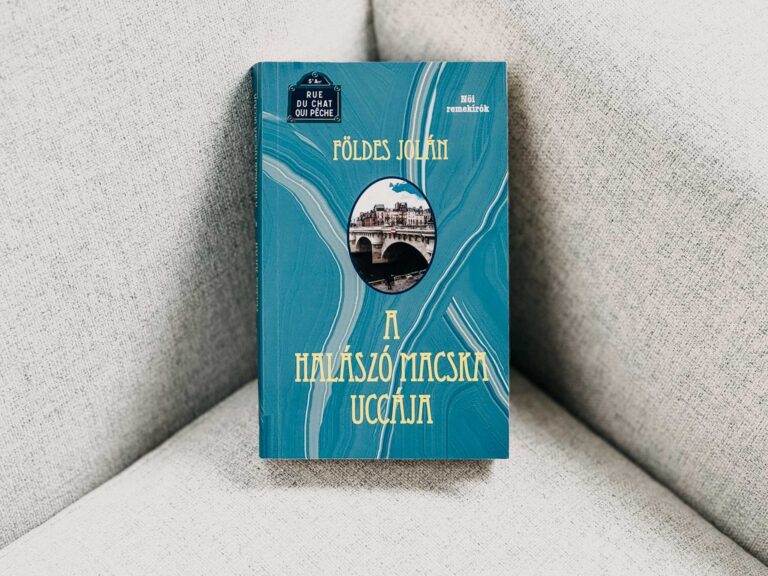 5e Arr
RUE
DU CHAT
QUI PÊCHE
Női
remekírók
FÖLDES JOLÁN
A
HALÁSZÓ MACSKA
UCCÁJA